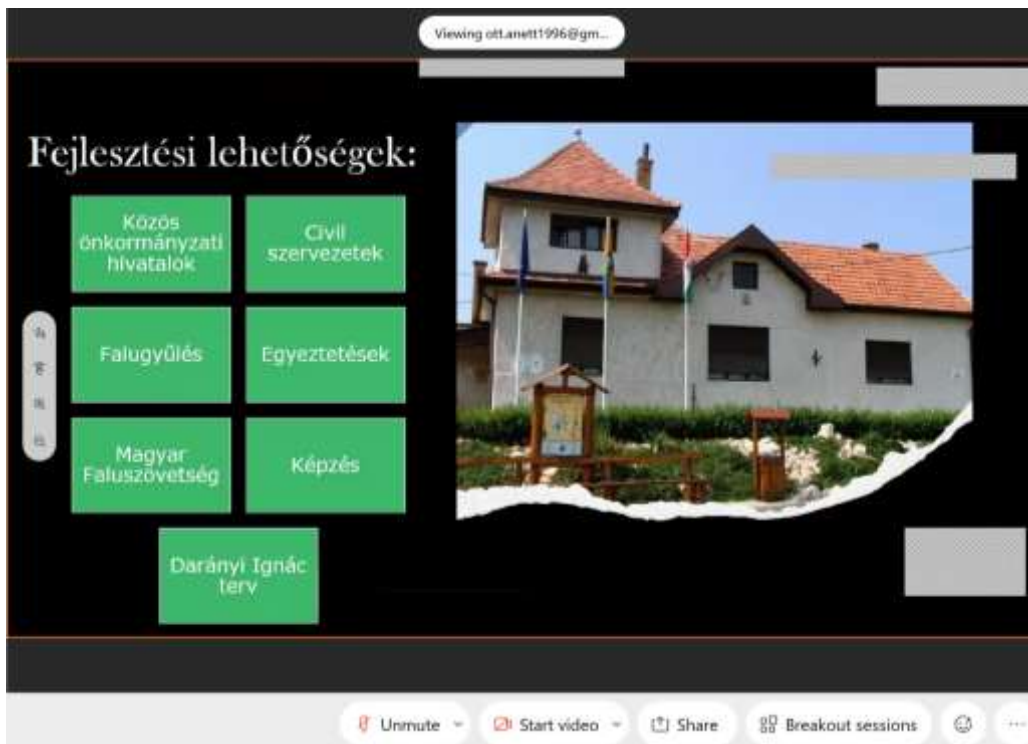 Viewing ott.anett1996@gm...
Fejlesztési lehetőségek:
Közös
önkormányzati
hivatalok
Civil
szervezetek
Falugyűlés
Egyeztetések
Magyar
Faluszövetség
Képzés
Darányi Ignác
terv
Unmute
Start video
Share
Breakout sessions